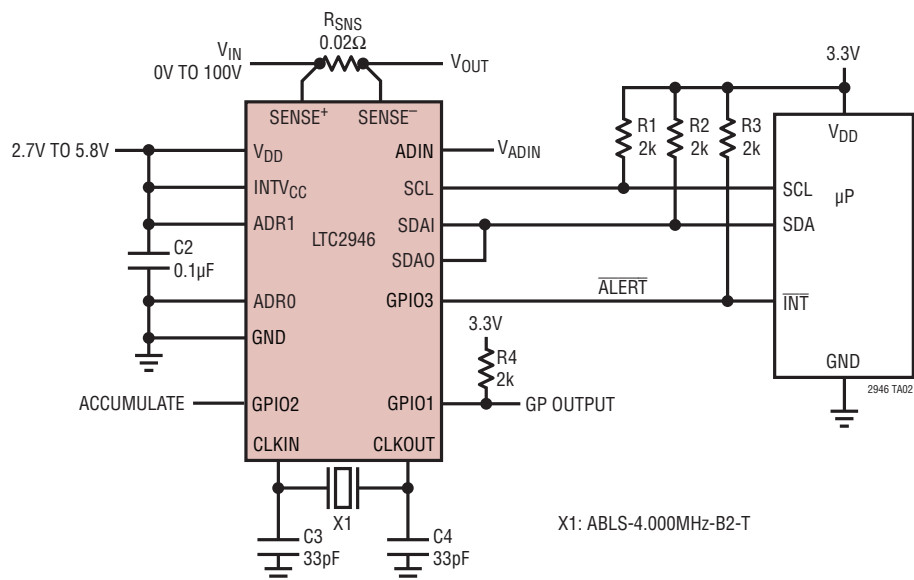 RSNS
0.02Ω
VIN
0V TO 100V
VOUT
3.3V
SENSE+
SENSE–
R1
2k
R2
2k
R3
2k
VDD
2.7V TO 5.8V
VDD
ADIN
VADIN
INTVCC
SCL
SCL
µP
ADR1
LTC2946
SDAI
SDA
C2
0.1µF
SDAO
ADR0
GPIO3
ALERT
INT
GND
3.3V
R4
2k
GND
2946 TA02
ACCUMULATE
GPIO2
GPIO1
GP OUTPUT
CLKIN
CLKOUT
X1
X1: ABLS-4.000MHz-B2-T
C3
33pF
C4
33pF